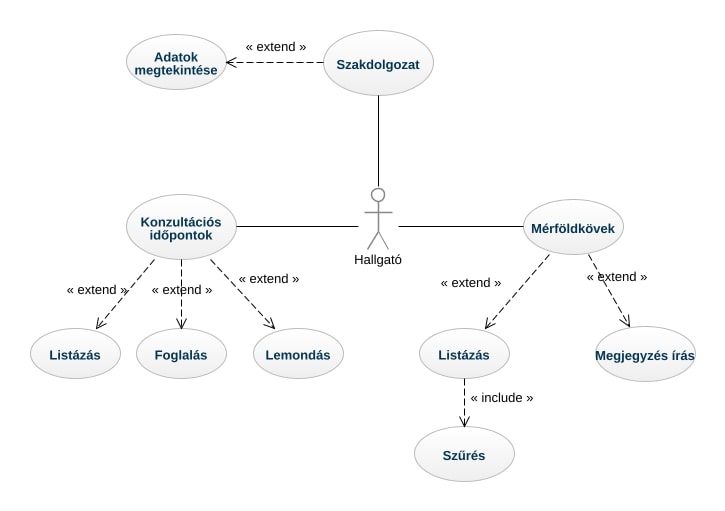 « extend »
Adatok
megtekintése
Szakdolgozat
Konzultációs
időpontok
Mérföldkövek
Hallgató
« extend »
« extend »
« extend »
« extend »
« extend »
Listázás
Foglalás
Lemondás
Listázás
Megjegyzés írás
« include »
Szűrés